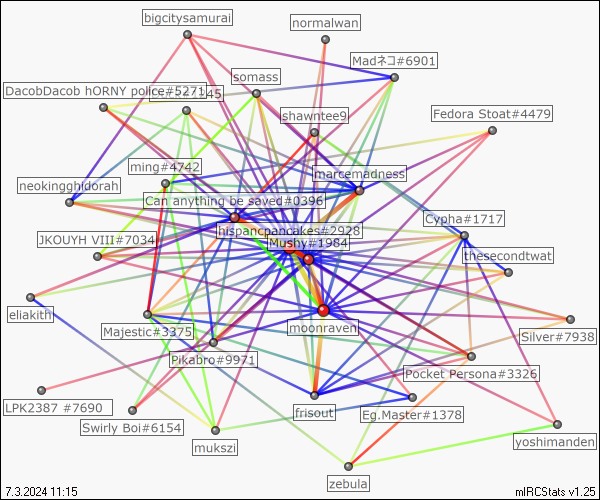 bigcitysamurai
normalwan
Madネコ#6901
somass
DacobDacob hORNY police#5271
45
shawntee9
Fedora Stoat#4479
ming#4742
marcemadness
neokingghidorah
Can anything be saved#0396
Cypha#1717
hispancpancakes#2928
JKOUYH VIII#7034
Mushy#1984
thesecondtwat
eliakith
moonraven
Majestic#3375
Silver#7938
Pikabro#9971
Pocket Persona#3326
LPK2387 #7690
frisout
Eg.Master#1378
Swirly Boi#6154
mukszi
yoshimanden
zebula
7.3.2024 11:15
mIRCStats v1.25